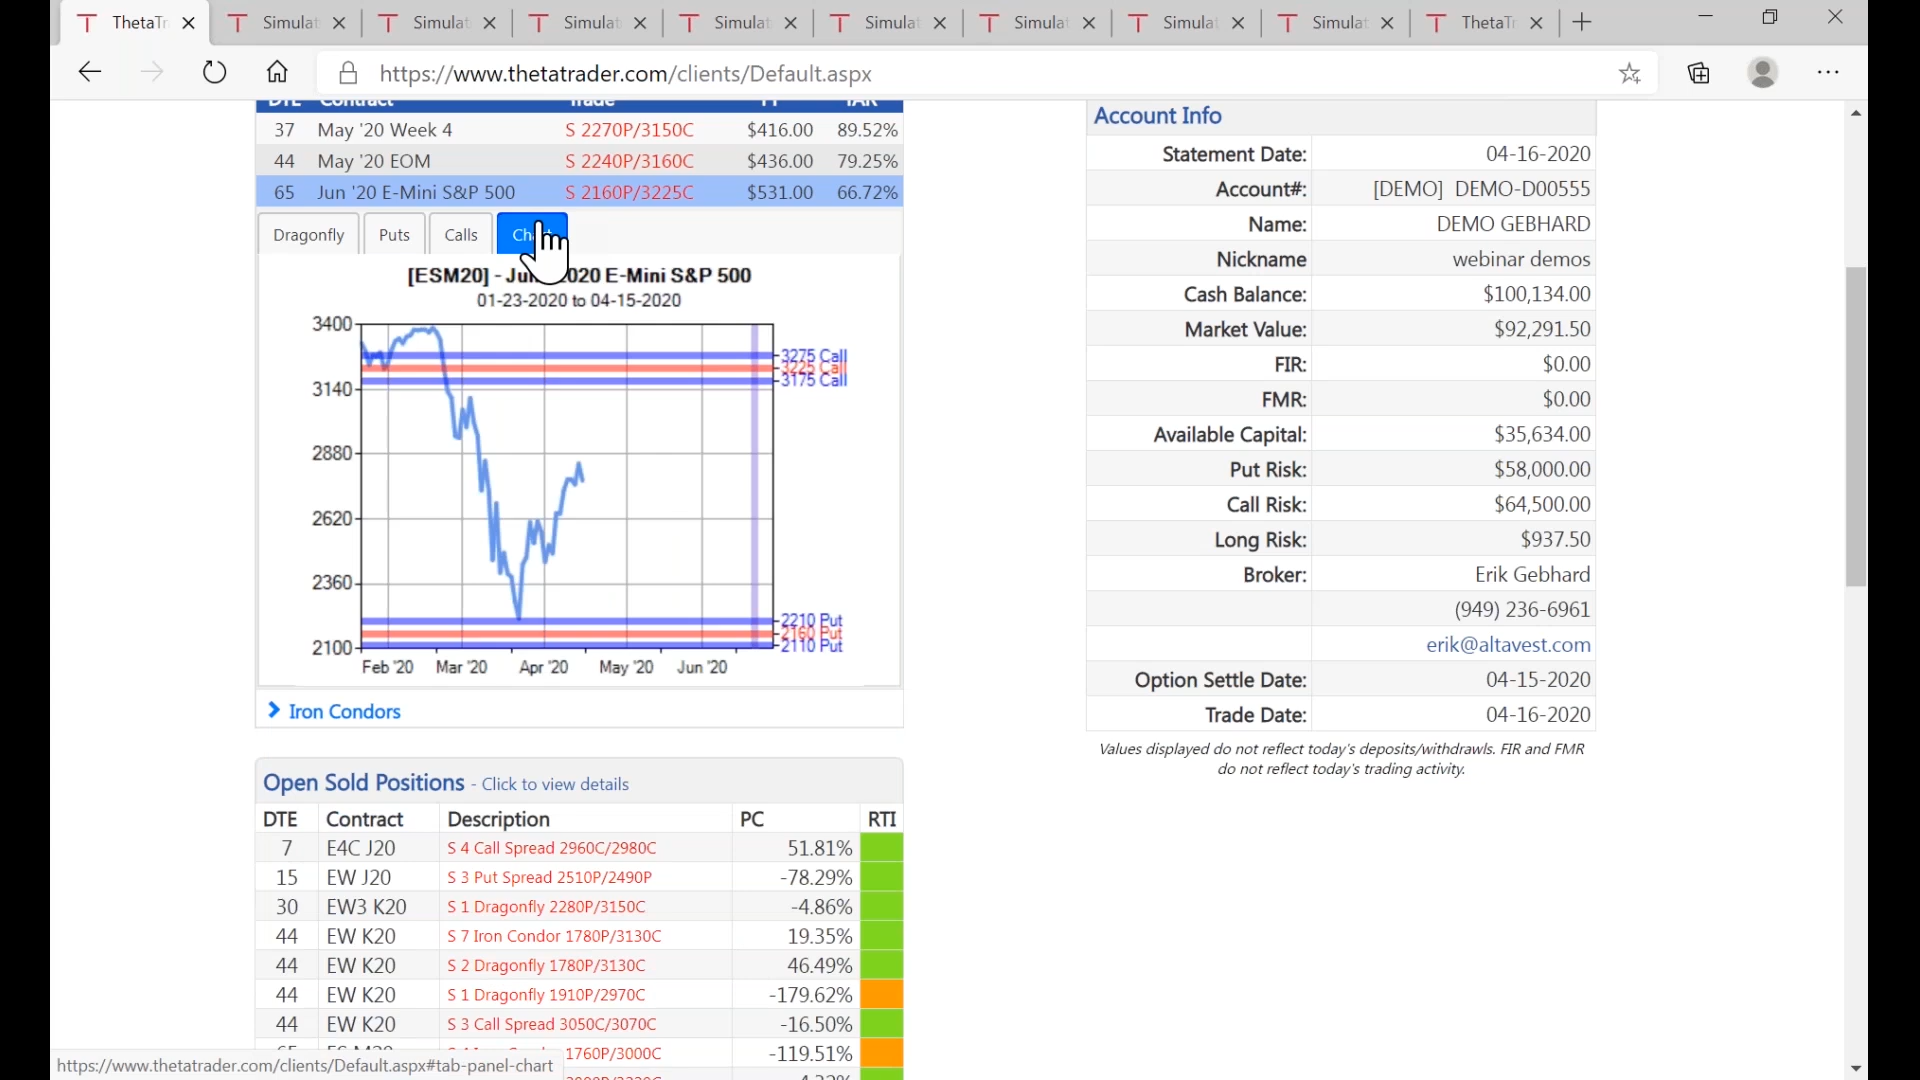 ThetaTr Simulat Simulat Simulat Simulat Simulat Simulat Simulat Simulat ThetaTr
https://www.thetatrader.com/clients/Default.aspx
DTE Contract Trade PP IAR
37 May '20 Week 4 S 2270P/3150C $416.00 89.52%
44 May '20 EOM S 2240P/3160C $436.00 79.25%
65 Jun '20 E-Mini S&P 500 S 2160P/3225C $531.00 66.72%
Dragonfly Puts Calls
[ESM20] - Jun 2020 E-Mini S&P 500
01-23-2020 to 04-15-2020
3400
3275 Call
3225 Call
3175 Call
3140
2880
2620
2360
2210 Put
2160 Put
2110 Put
2100
Feb '20 Mar '20 Apr '20 May '20 Jun '20
Iron Condors
Open Sold Positions - Click to view details
DTE Contract Description PC RTI
7 E4C J20 S 4 Call Spread 2960C/2980C 51.81%
15 EW J20 S 3 Put Spread 2510P/2490P -78.29%
30 EW3 K20 S 1 Dragonfly 2280P/3150C -4.86%
44 EW K20 S 7 Iron Condor 1780P/3130C 19.35%
44 EW K20 S 2 Dragonfly 1780P/3130C 46.49%
44 EW K20 S 1 Dragonfly 1910P/2970C -179.62%
44 EW K20 S 3 Call Spread 3050C/3070C -16.50%
1760P/3000C -119.51%
https://www.thetatrader.com/clients/Default.aspx#tab-panel-chart
Account Info
Statement Date: 04-16-2020
Account#: [DEMO] DEMO-D00555
Name: DEMO GEBHARD
Nickname webinar demos
Cash Balance: $100,134.00
Market Value: $92,291.50
FIR: $0.00
FMR: $0.00
Available Capital: $35,634.00
Put Risk: $58,000.00
Call Risk: $64,500.00
Long Risk: $937.50
Broker: Erik Gebhard
(949) 236-6961
erik@altavest.com
Option Settle Date: 04-15-2020
Trade Date: 04-16-2020
Values displayed do not reflect today's deposits/withdrawls. FIR and FMR
do not reflect today's trading activity.